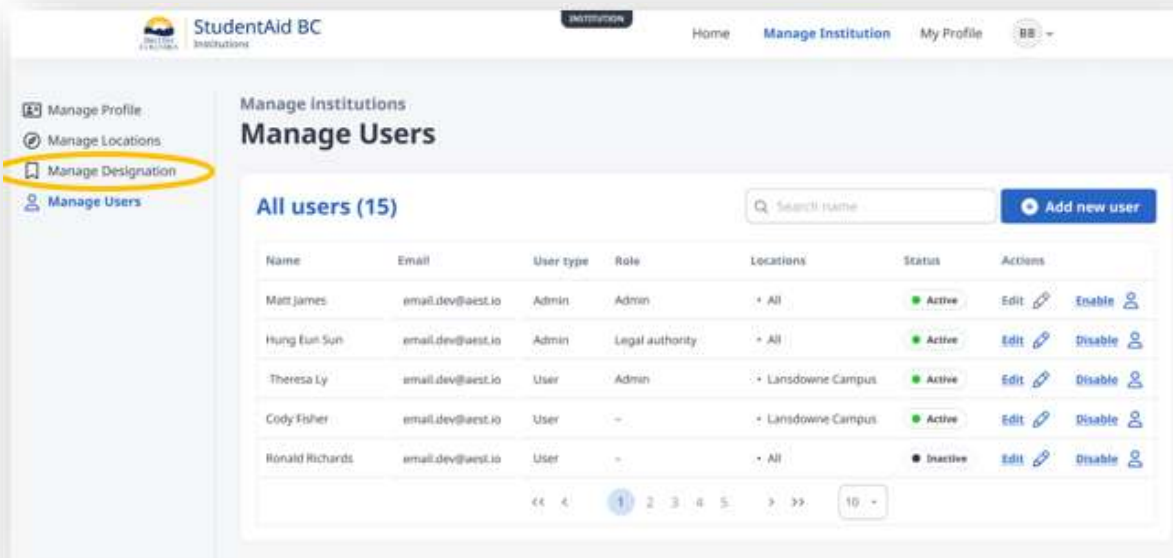 StudentAid BC
Institutions
BRITISH
COLUMBIA
INSTITUTION
Home Manage Institution My Profile BB
Manage Profile
Manage Locations
Manage Designation
Manage Users
Manage institutions
Manage Users
All users (15) Search name Add new user
Name Email User type Role Locations Status Actions
Matt James email.dev@aest.io Admin Admin • All Active Edit Enable
Hung Eun Sun email.dev@aest.io Admin Legal authority • All Active Edit Disable
Theresa Ly email.dev@aest.io User Admin • Lansdowne Campus Active Edit Disable
Cody Fisher email.dev@aest.io User – • Lansdowne Campus Active Edit Disable
Ronald Richards email.dev@aest.io User – • All Inactive Edit Disable
<< < 1 2 3 4 5 > >> 10